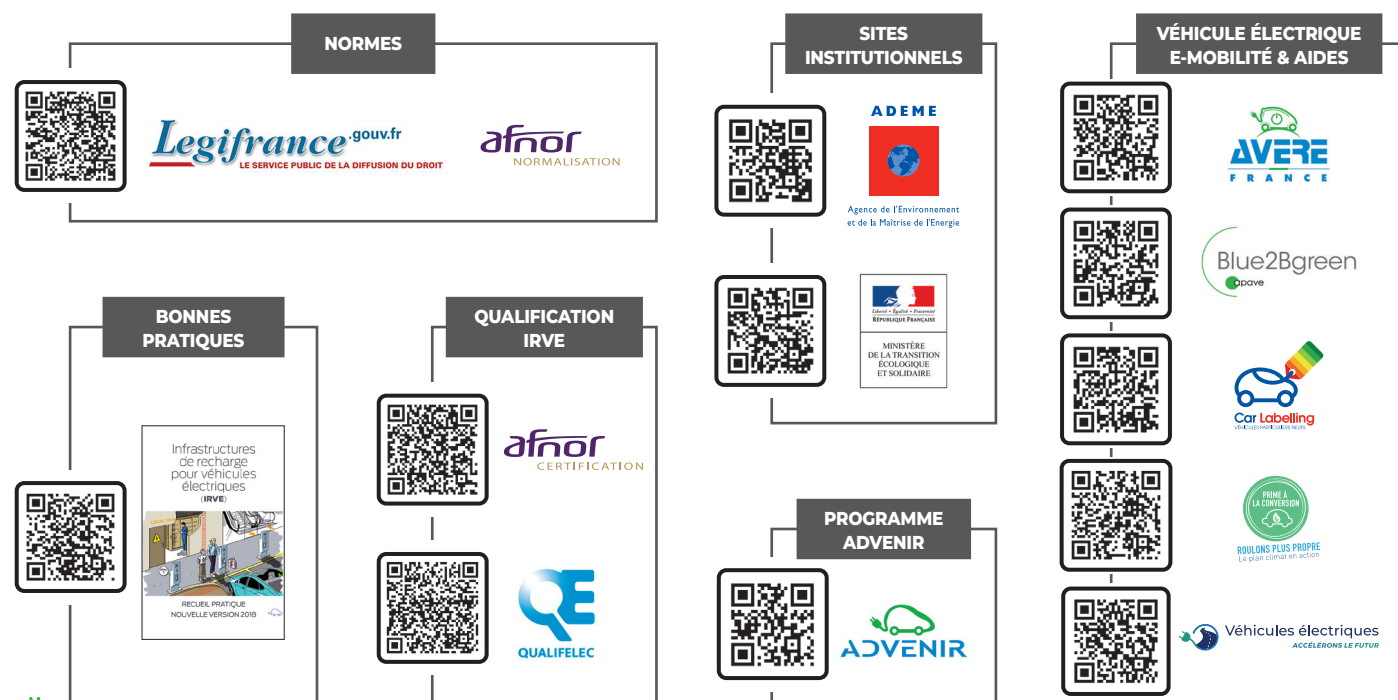 NORMES
Legifrance.gouv.fr
LE SERVICE PUBLIC DE LA DIFFUSION DU DROIT
afnor
NORMALISATION
SITES
INSTITUTIONNELS
ADEME
Agence de l'Environnement
et de la Maîtrise de l'Energie
Liberté • Égalité • Fraternité
RÉPUBLIQUE FRANÇAISE
MINISTÈRE
DE LA TRANSITION
ÉCOLOGIQUE
ET SOLIDAIRE
VÉHICULE ÉLECTRIQUE
E-MOBILITÉ & AIDES
AVERE
FRANCE
Blue2Bgreen
apave
Car Labelling
VÉHICULES PARTICULIERS NEUFS
PRIME À
LA CONVERSION
ROULONS PLUS PROPRE
Le plan climat en action
Véhicules électriques
ACCÉLÉRONS LE FUTUR
BONNES
PRATIQUES
Infrastructures
de recharge
pour véhicules
électriques
(IRVE)
RECUEIL PRATIQUE
NOUVELLE VERSION 2018
QUALIFICATION
IRVE
afnor
CERTIFICATION
QE
QUALIFELEC
PROGRAMME
ADVENIR
ADVENIR